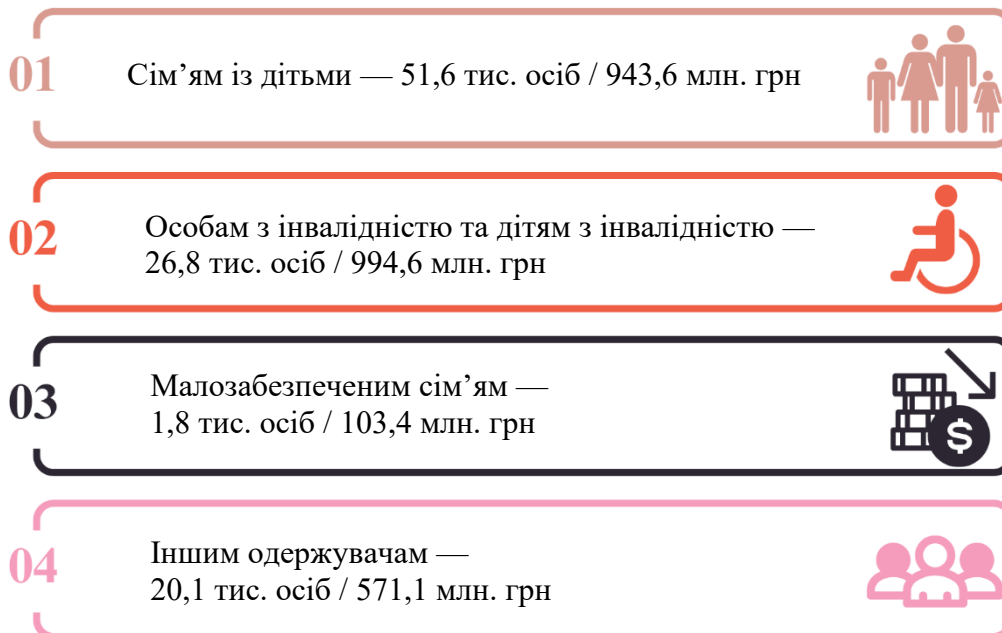 01
Сім’ям із дітьми — 51,6 тис. осіб / 943,6 млн. грн
02
Особам з інвалідністю та дітям з інвалідністю —
26,8 тис. осіб / 994,6 млн. грн
03
Малозабезпеченим сім’ям —
1,8 тис. осіб / 103,4 млн. грн
$
04
Іншим одержувачам —
20,1 тис. осіб / 571,1 млн. грн